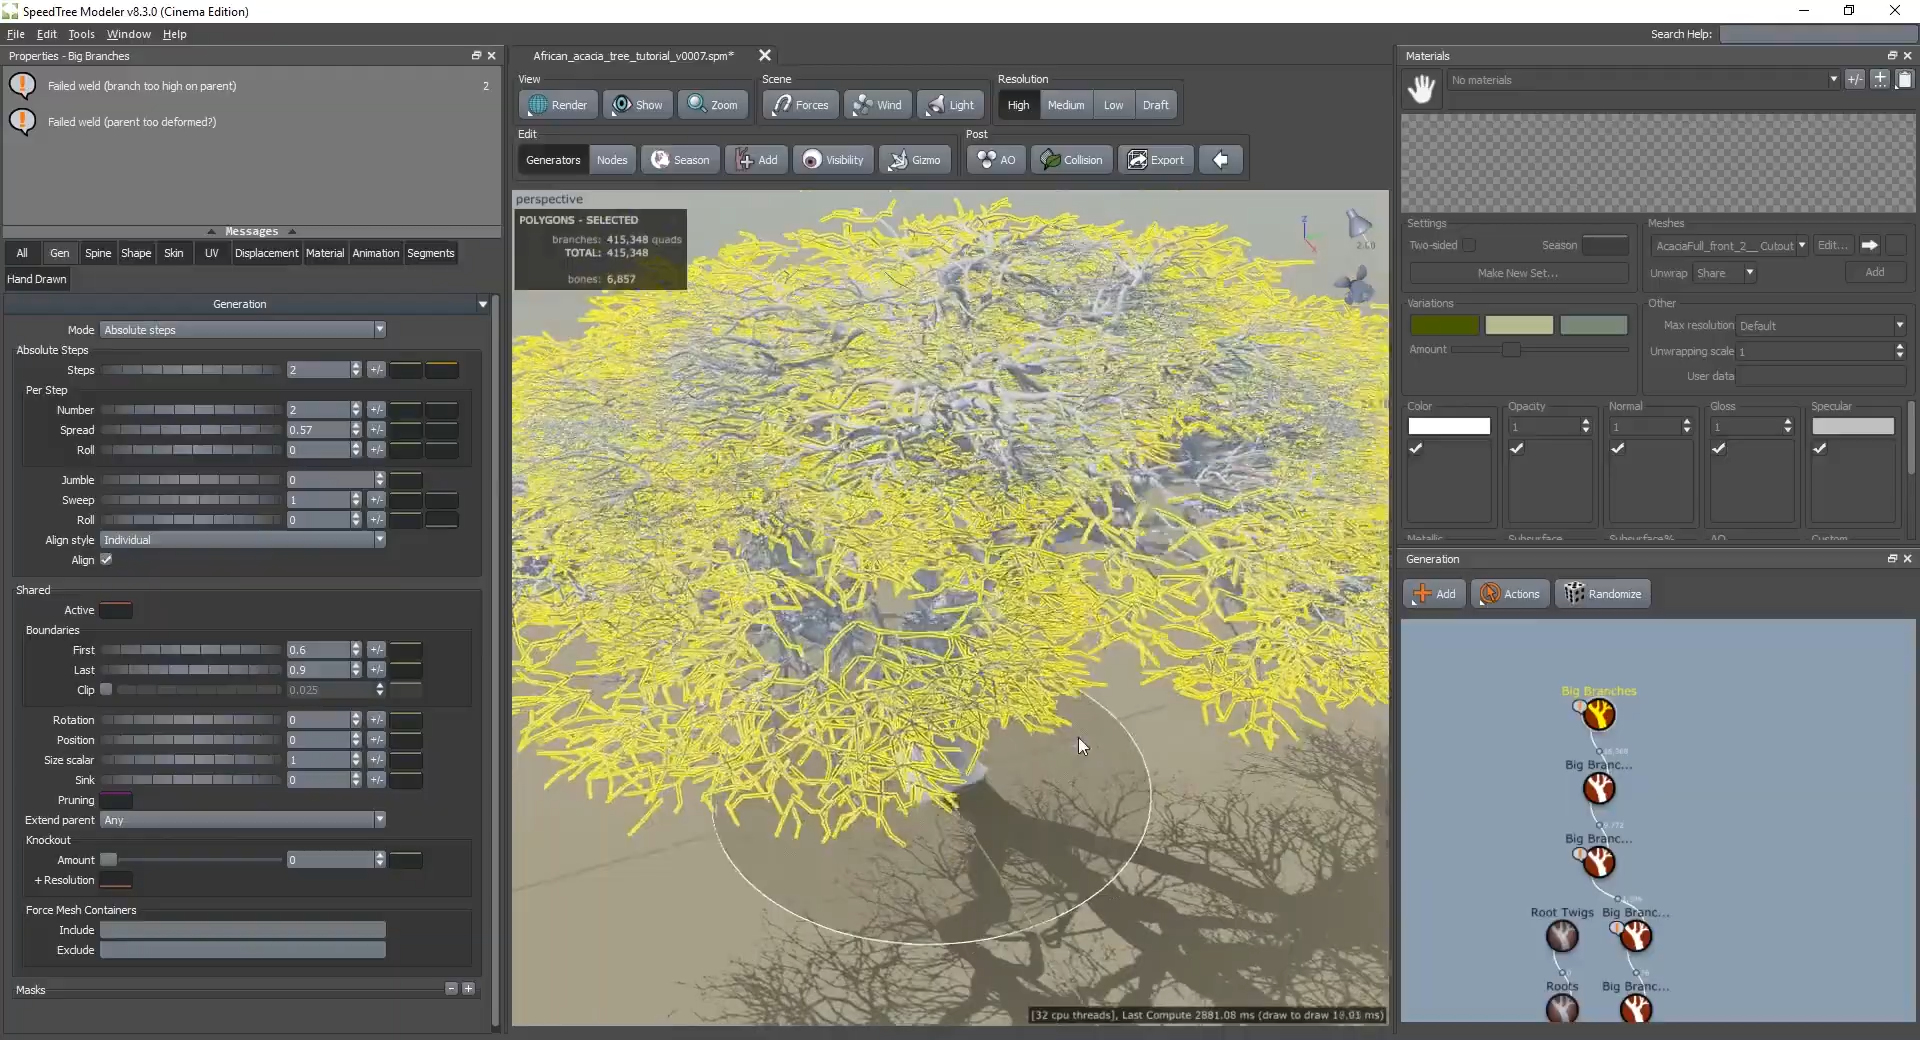 SpeedTree Modeler v8.3.0 (Cinema Edition)
File Edit Tools Window Help
Search Help:
Properties - Big Branches
Failed weld (branch too high on parent) 2
Failed weld (parent too deformed?)
Messages
All Gen Spine Shape Skin UV Displacement Material Animation Segments
Hand Drawn
Generation
Mode Absolute steps
Absolute Steps
Steps 2 +/-
Per Step
Number 2 +/-
Spread 0.57 +/-
Roll 0 +/-
Jumble 0
Sweep 1 +/-
Roll 0 +/-
Align style Individual
Align
Shared
Active
Boundaries
First 0.6 +/-
Last 0.9 +/-
Clip 0.025
Rotation 0 +/-
Position 0 +/-
Size scalar 1 +/-
Sink 0 +/-
Pruning
Extend parent Any
Knockout
Amount 0
+ Resolution
Force Mesh Containers
Include
Exclude
Masks - +
African_acacia_tree_tutorial_v0007.spm*
View Scene Resolution
Render Show Zoom Forces Wind Light High Medium Low Draft
Edit Post
Generators Nodes Season Add Visibility Gizmo AO Collision Export
perspective
POLYGONS - SELECTED
branches: 415,348 quads
TOTAL: 415,348
bones: 6,857
z
[32 cpu threads], Last Compute 2881.08 ms (draw to draw 18.01 ms)
Materials
No materials +/-
Settings Meshes
Two-sided Season AcaciaFull_front_2__ Cutout Edit...
Make New Set... Unwrap Share Add
Variations Other
Max resolution Default
Amount Unwrapping scale 1
User data
Color Opacity Normal Gloss Specular
1 1 1
Metallic Subsurface Subsurface% AO Custom
Generation
Add Actions Randomize
Big Branches
Big Branc...
Big Branc...
Root Twigs Big Branc...
Roots Big Branc...